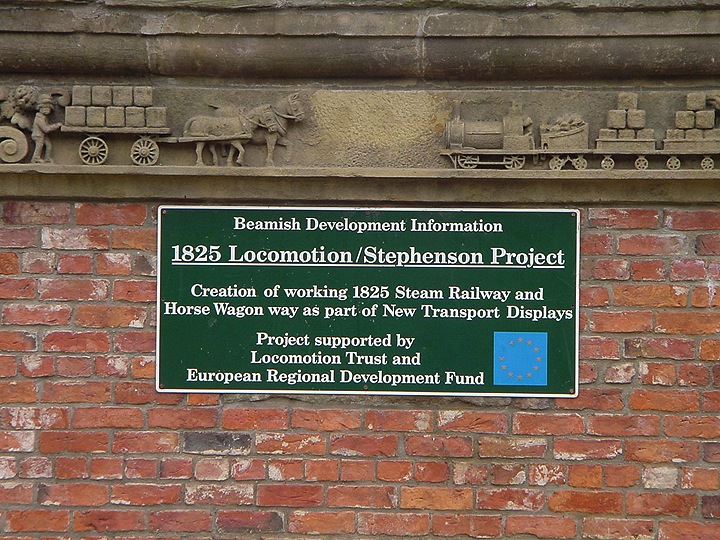 Beamish Development Information
1825 Locomotion/Stephenson Project
Creation of working 1825 Steam Railway and
Horse Wagon way as part of New Transport Displays
Project supported by
Locomotion Trust and
European Regional Development Fund